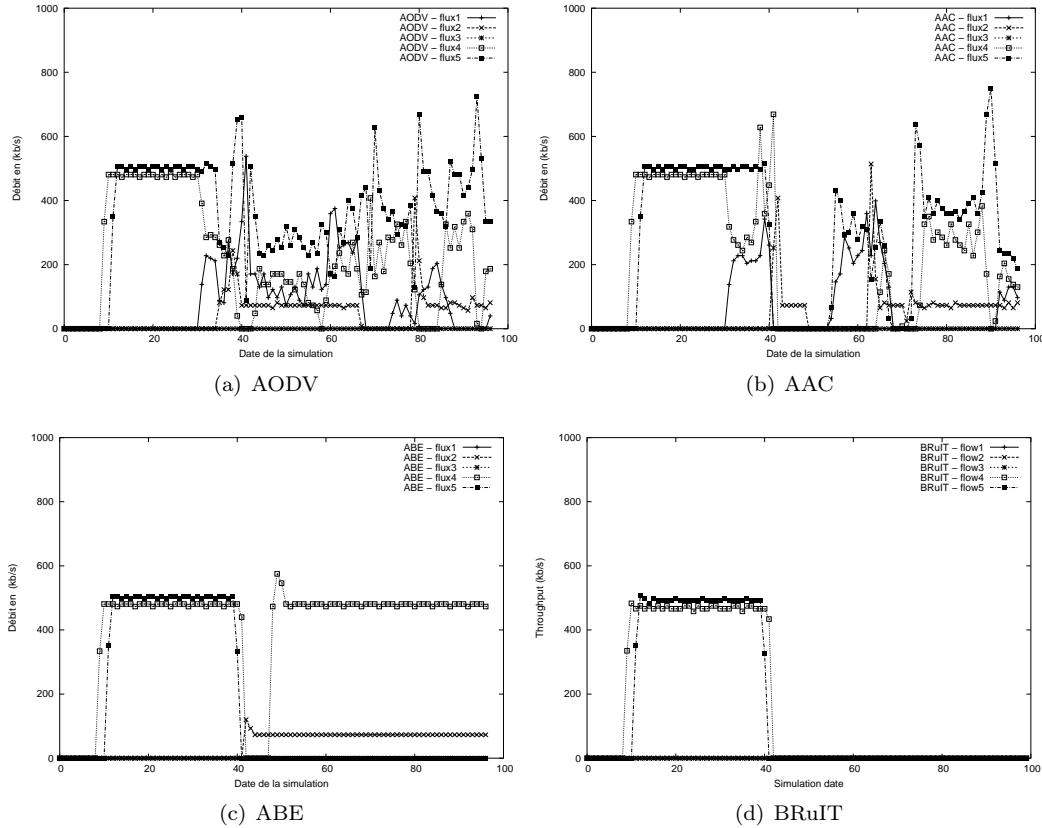 1000
800
600
400
200
0
0 20 40 60 80 100
Débit en (kb/s)
Date de la simulation
AODV – flux1
AODV – flux2
AODV – flux3
AODV – flux4
AODV – flux5
(a) AODV
1000
800
600
400
200
0
0 20 40 60 80 100
Débit en (kb/s)
Date de la simulation
AAC – flux1
AAC – flux2
AAC – flux3
AAC – flux4
AAC – flux5
(b) AAC
1000
800
600
400
200
0
0 20 40 60 80 100
Débit en (kb/s)
Date de la simulation
ABE – flux1
ABE – flux2
ABE – flux3
ABE – flux4
ABE – flux5
(c) ABE
1000
800
600
400
200
0
0 20 40 60 80 100
Throughput (kb/s)
Simulation date
BRuIT – flow1
BRuIT – flow2
BRuIT – flow3
BRuIT – flow4
BRuIT – flow5
(d) BRuIT